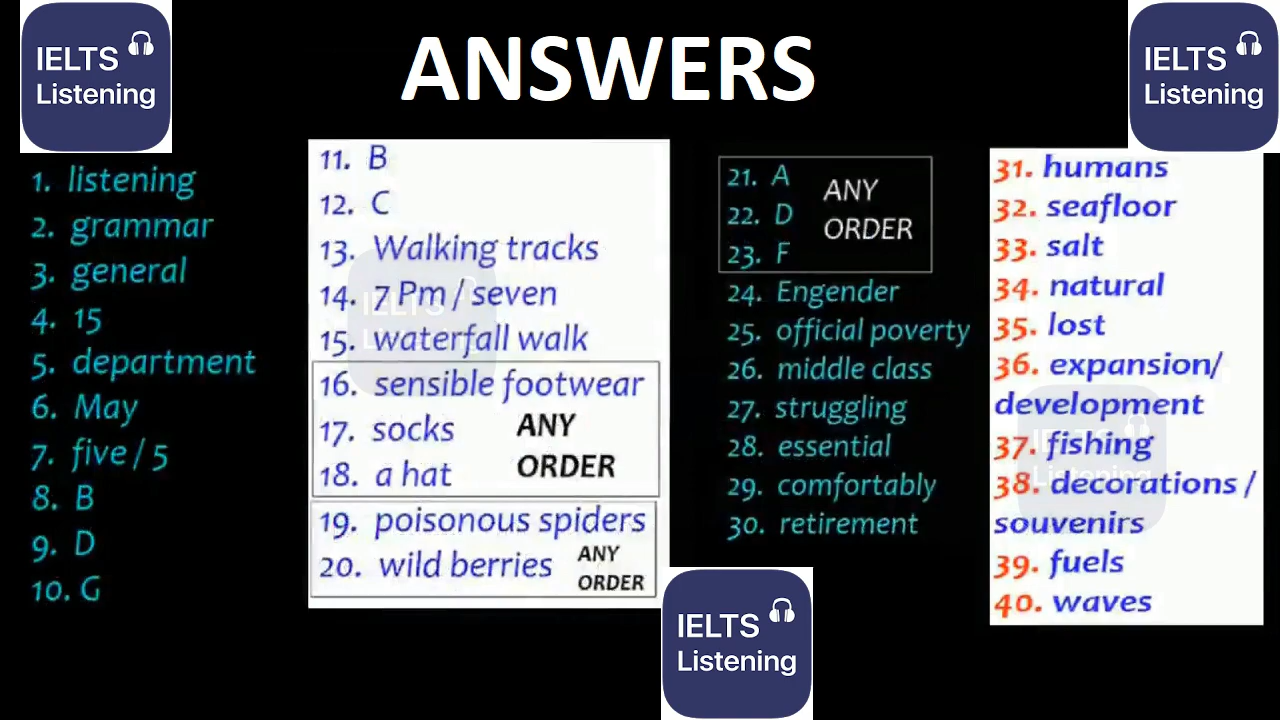 IELTS
Listening
ANSWERS
IELTS
Listening
1. listening
2. grammar
3. general
4. 15
5. department
6. May
7. five / 5
8. B
9. D
10. G
11. B
12. C
13. Walking tracks
14. 7 Pm / seven
15. waterfall walk
16. sensible footwear
17. socks
18. a hat
ANY
ORDER
19. poisonous spiders
20. wild berries
ANY
ORDER
IELTS
Listening
21. A
22. D
23. F
ANY
ORDER
24. Engender
25. official poverty
26. middle class
27. struggling
28. essential
29. comfortably
30. retirement
31. humans
32. seafloor
33. salt
34. natural
35. lost
36. expansion/
development
37. fishing
38. decorations /
souvenirs
39. fuels
40. waves
IELTS
Listening
IELTS
Listening